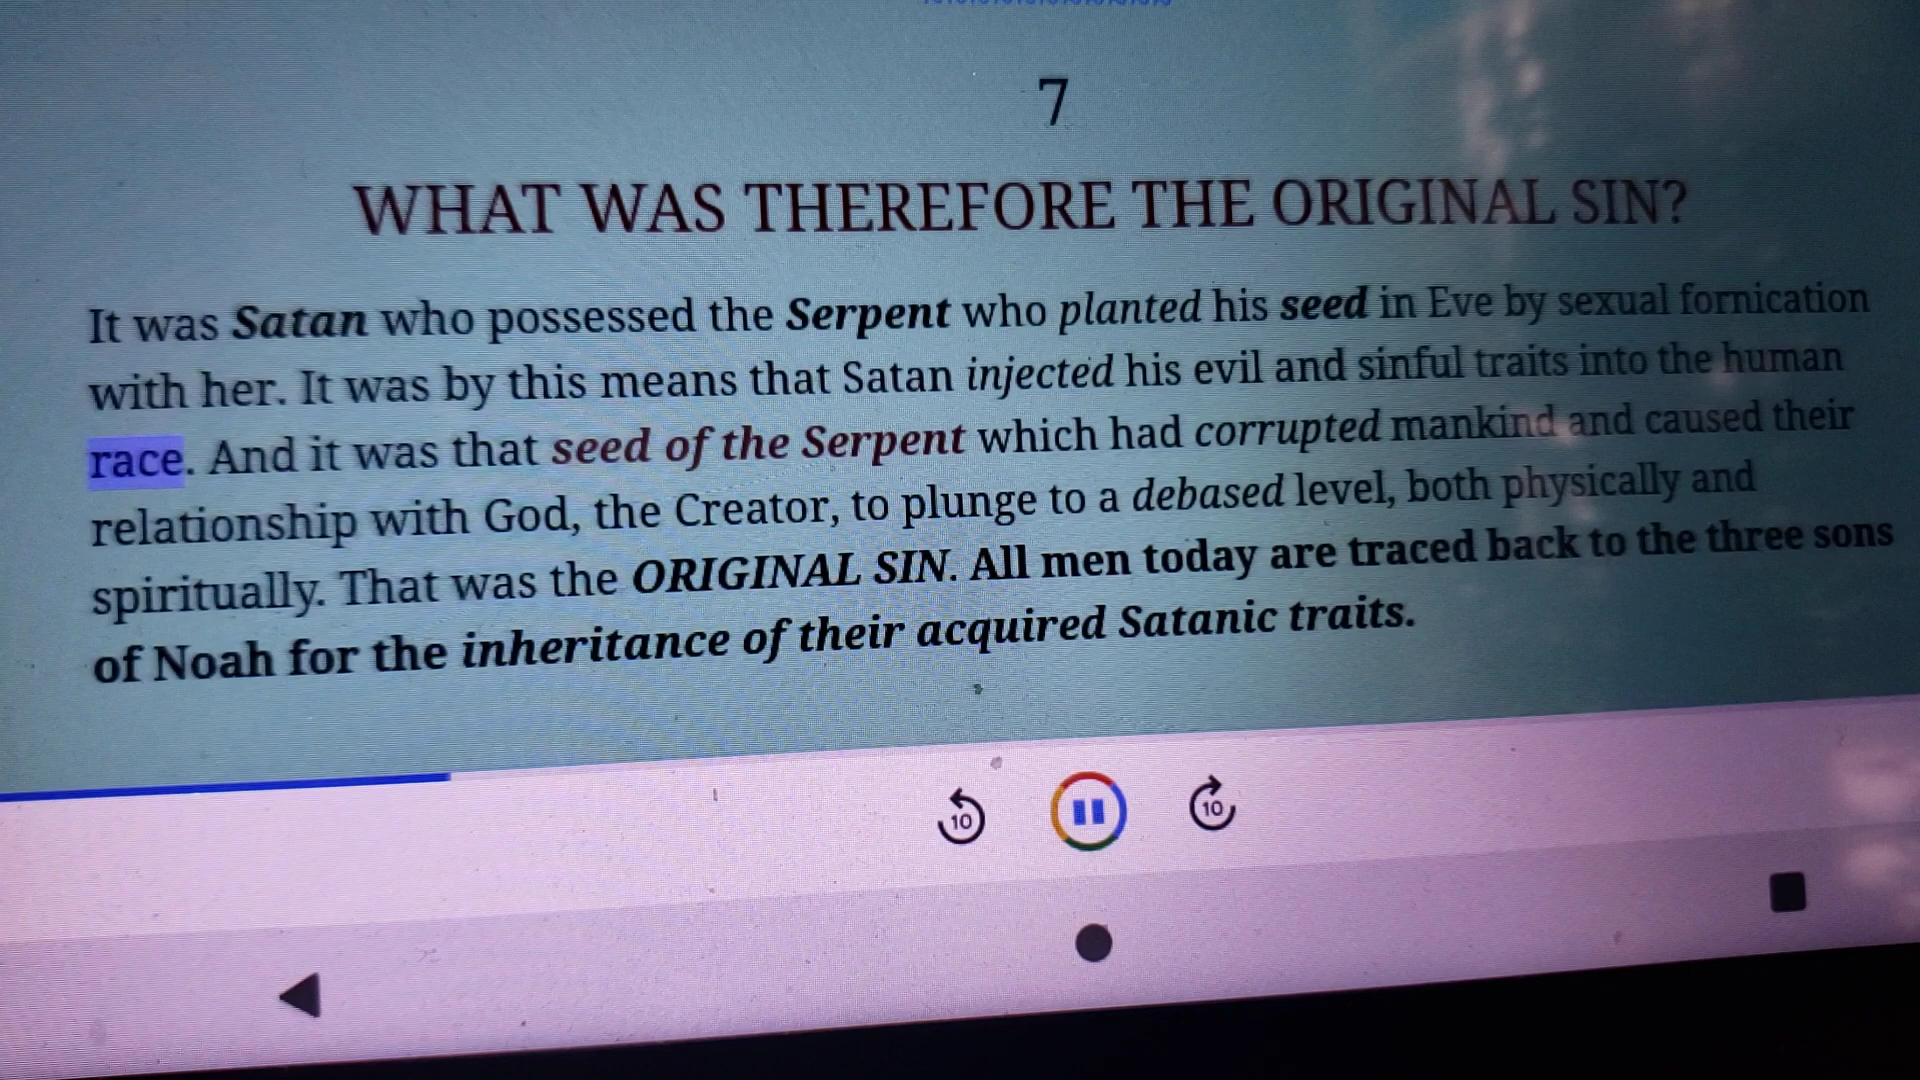 7
WHAT WAS THEREFORE THE ORIGINAL SIN?
It was Satan who possessed the Serpent who planted his seed in Eve by sexual fornication
with her. It was by this means that Satan injected his evil and sinful traits into the human
race. And it was that seed of the Serpent which had corrupted mankind and caused their
relationship with God, the Creator, to plunge to a debased level, both physically and
spiritually. That was the ORIGINAL SIN. All men today are traced back to the three sons
of Noah for the inheritance of their acquired Satanic traits.
10
10